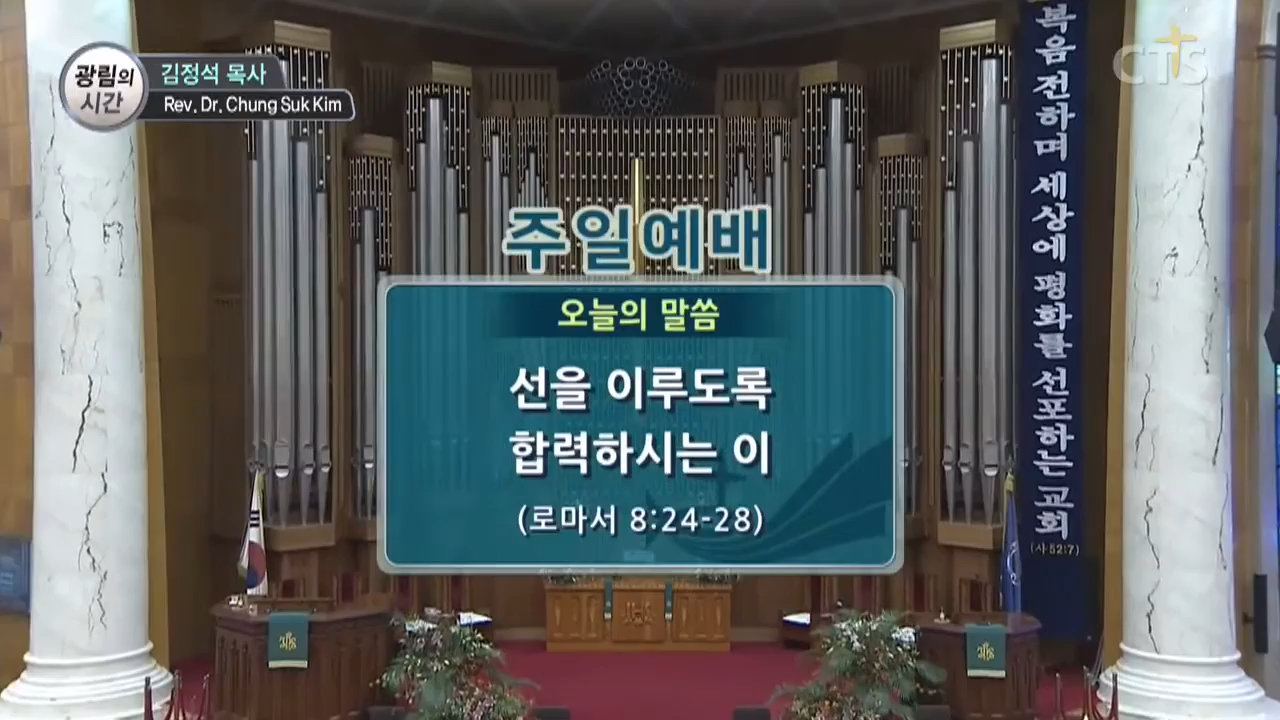 광림의
시간
김정석 목사
Rev. Dr. Chung Suk Kim
CTS
주일예배
오늘의 말씀
선을 이루도록
합력하시는 이
(로마서 8:24-28)
복음 전하며 세상에 평화를 선포하는 교회
(사 52:7)